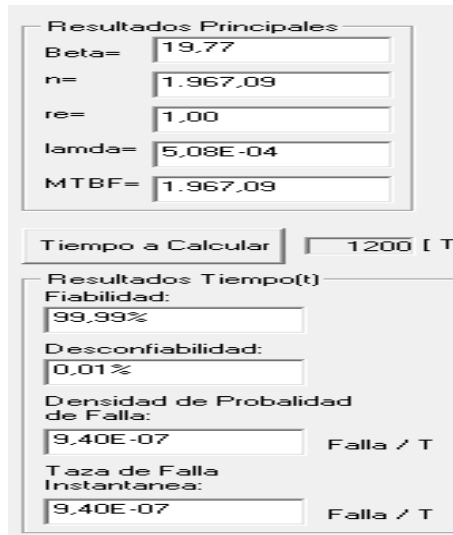 Resultados Principales
Beta= 19,77
n= 1.967,09
re= 1,00
lamda= 5,08E-04
MTBF= 1.967,09
Tiempo a Calcular 1200 [ T
Resultados Tiempo(t)
Fiabilidad:
99,99%
Desconfiabilidad:
0,01%
Densidad de Probalidad
de Falla:
9,40E-07 Falla / T
Taza de Falla
Instantanea:
9,40E-07 Falla / T